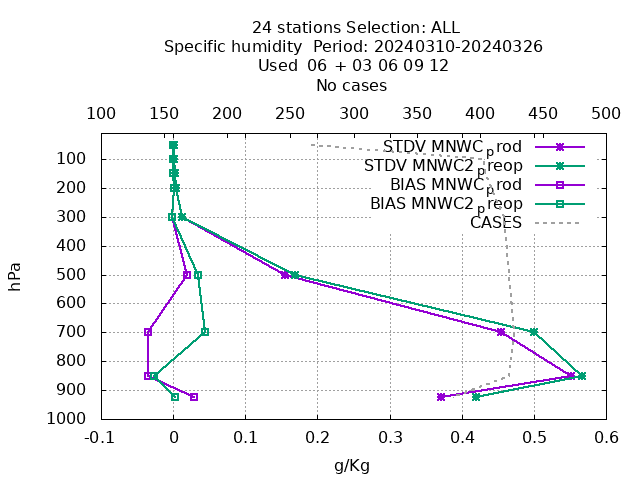 24 stations Selection: ALL
Specific humidity  Period: 20240310-20240326
Used  06 + 03 06 09 12
No cases
100 150 200 250 300 350 400 450 500
STDV MNWC_prod
STDV MNWC2_preop
BIAS MNWC_prod
BIAS MNWC2_preop
CASES
100
200
300
400
500
600
700
800
900
1000
hPa
-0.1 0 0.1 0.2 0.3 0.4 0.5 0.6
g/Kg